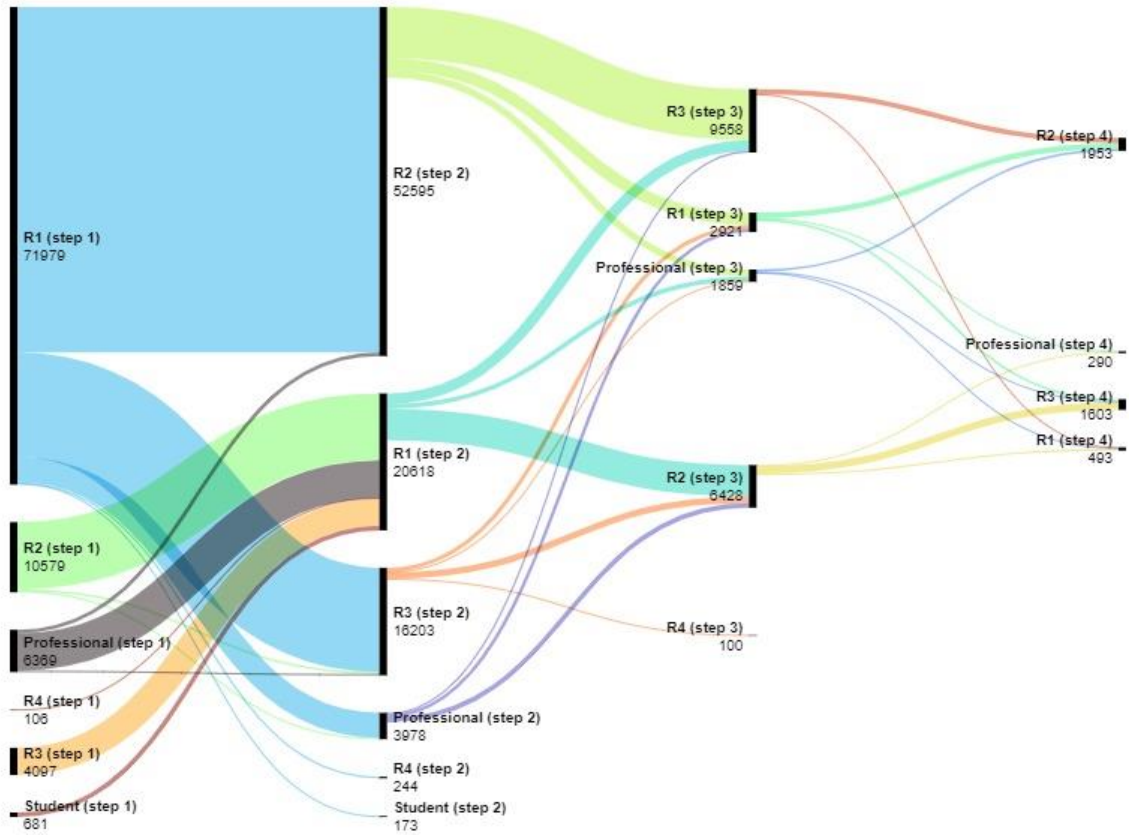 R1 (step 1)
71979
R2 (step 1)
10579
Professional (step 1)
6369
R4 (step 1)
106
R3 (step 1)
4097
Student (step 1)
681
R2 (step 2)
52595
R1 (step 2)
20618
R3 (step 2)
16203
Professional (step 2)
3978
R4 (step 2)
244
Student (step 2)
173
R3 (step 3)
9558
R1 (step 3)
2921
Professional (step 3)
1859
R2 (step 3)
6428
R4 (step 3)
100
R2 (step 4)
1953
Professional (step 4)
290
R3 (step 4)
1603
R1 (step 4)
493